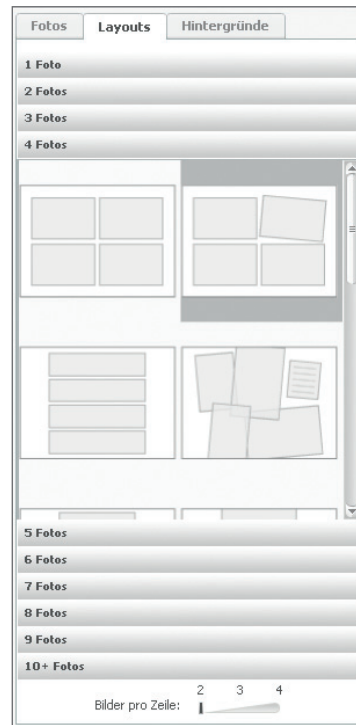 Fotos Layouts Hintergründe
1 Foto
2 Fotos
3 Fotos
4 Fotos
5 Fotos
6 Fotos
7 Fotos
8 Fotos
9 Fotos
10+ Fotos
2 3 4
Bilder pro Zeile: